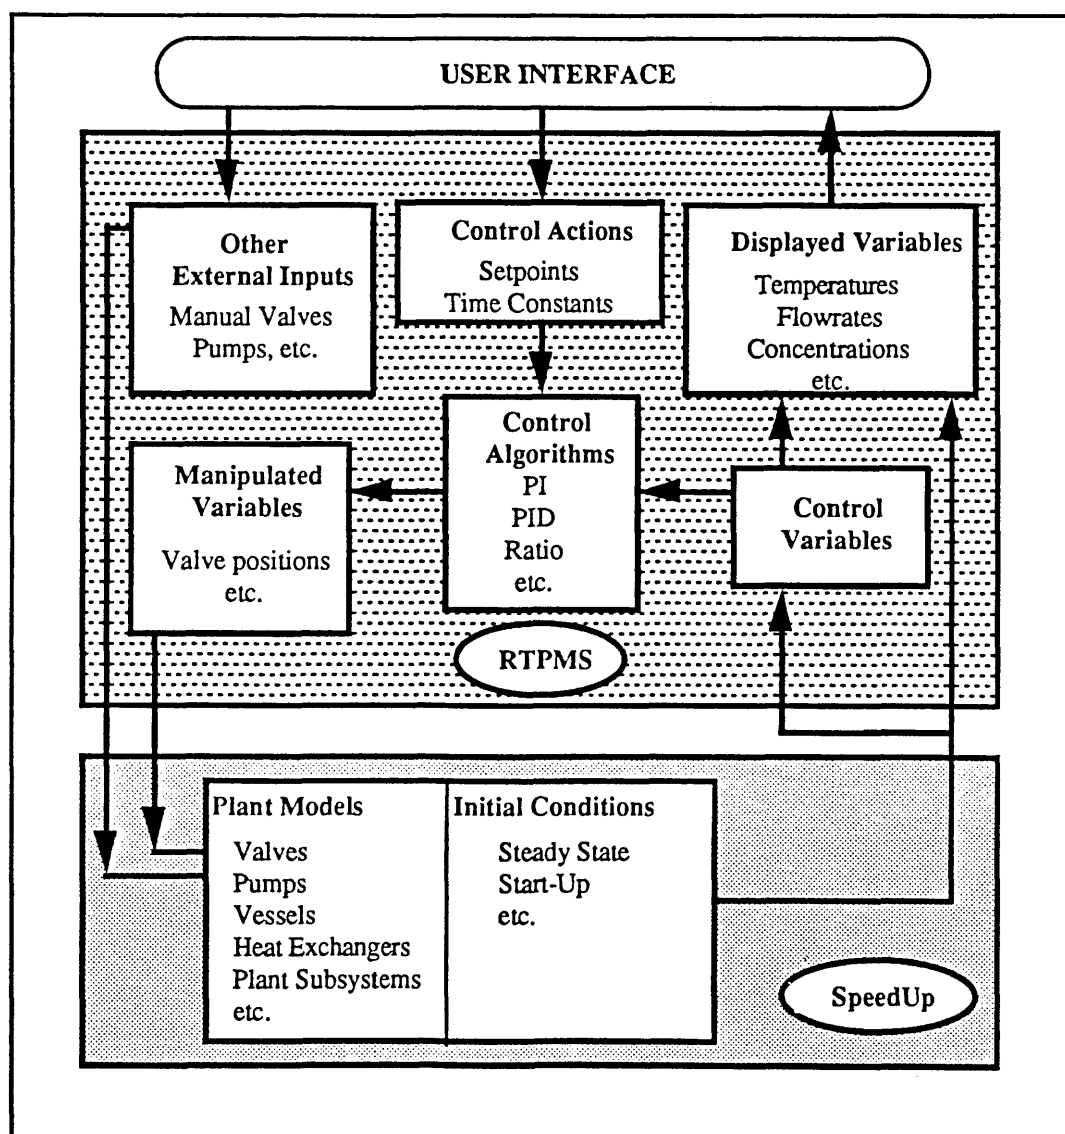 USER INTERFACE
Other
External Inputs
Manual Valves
Pumps, etc.
Control Actions
Setpoints
Time Constants
Displayed Variables
Temperatures
Flowrates
Concentrations
etc.
Control
Algorithms
PI
PID
Ratio
etc.
Manipulated
Variables
Valve positions
etc.
Control
Variables
RTPMS
Plant Models
Valves
Pumps
Vessels
Heat Exchangers
Plant Subsystems
etc.
Initial Conditions
Steady State
Start-Up
etc.
SpeedUp